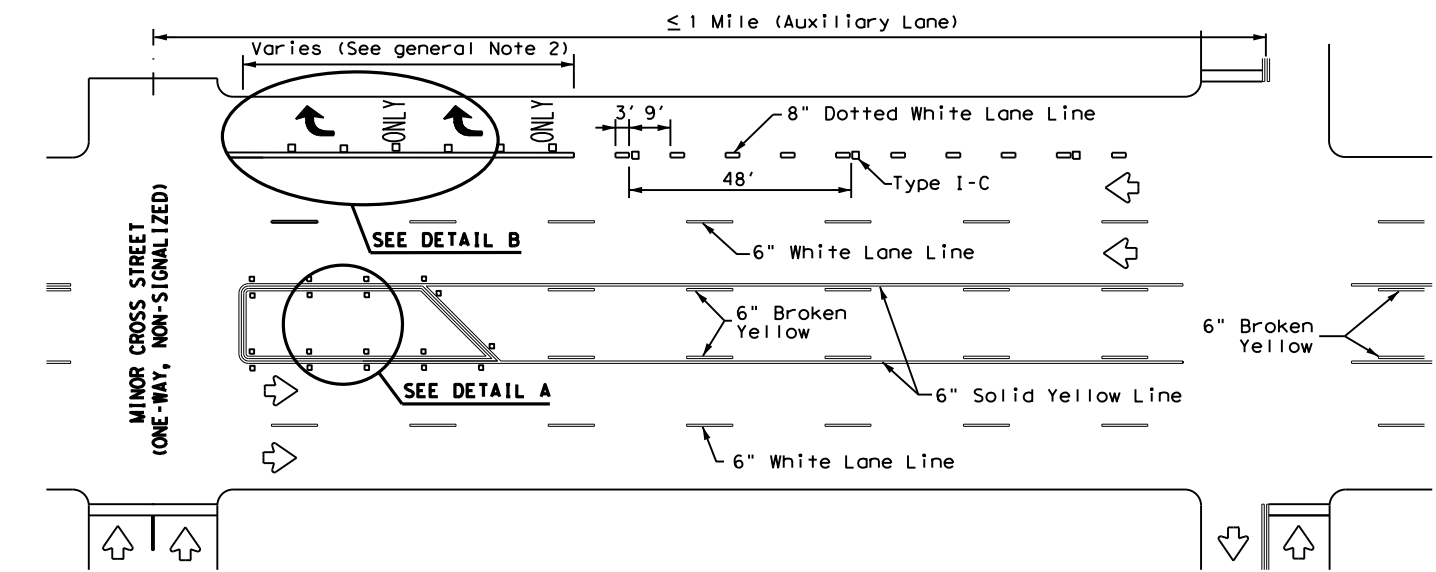 ≤ 1 Mile (Auxiliary Lane)
Varies (See general Note 2)
ONLY
ONLY
3' 9'
8" Dotted White Lane Line
48'
Type I-C
SEE DETAIL B
6" White Lane Line
MINOR CROSS STREET
(ONE-WAY, NON-SIGNALIZED)
6" Broken
Yellow
6" Broken
Yellow
SEE DETAIL A
6" Solid Yellow Line
6" White Lane Line